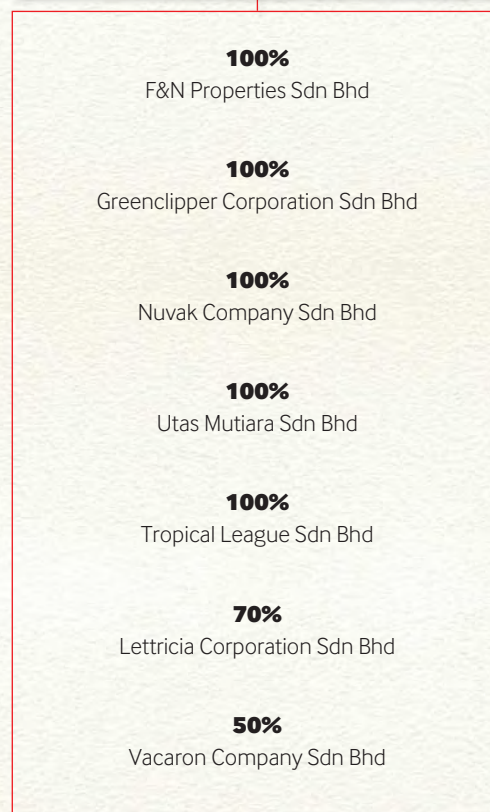 100%
F&N Properties Sdn Bhd
100%
Greenclipper Corporation Sdn Bhd
100%
Nuvak Company Sdn Bhd
100%
Utas Mutiara Sdn Bhd
100%
Tropical League Sdn Bhd
70%
Lettricia Corporation Sdn Bhd
50%
Vacaron Company Sdn Bhd